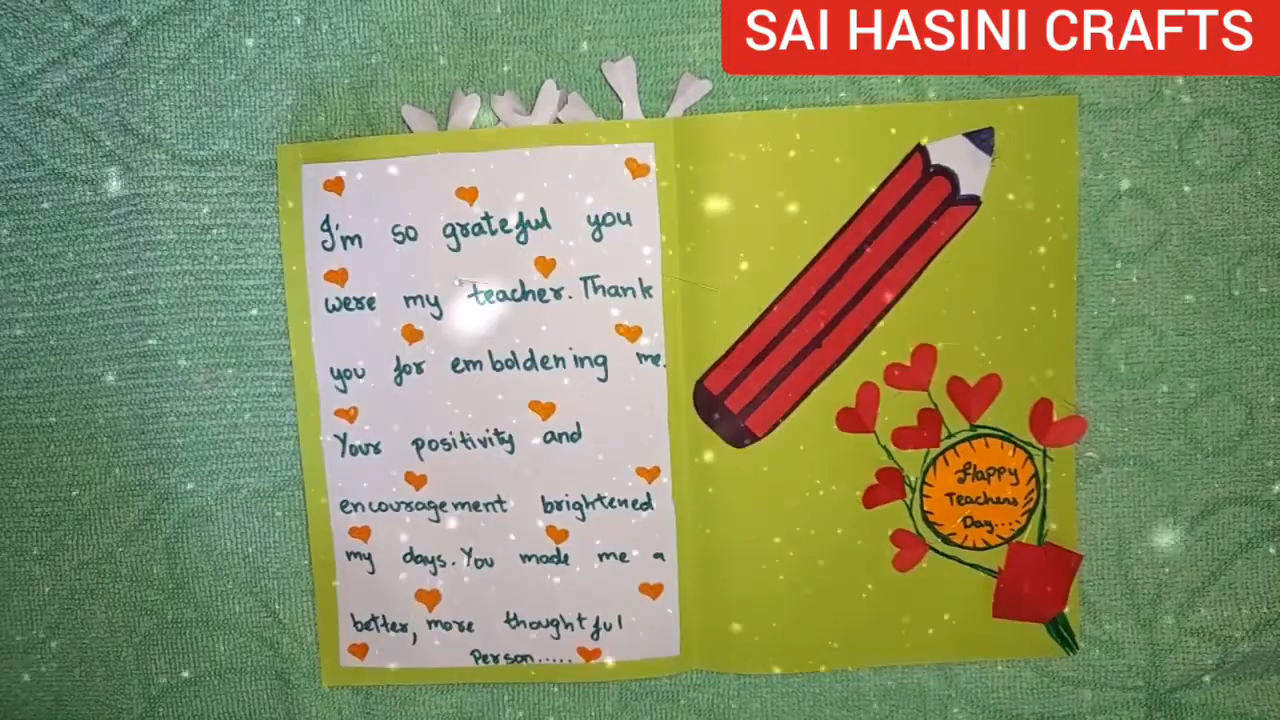 SAI HASINI CRAFTS
I'm so grateful you
were my teacher. Thank
you for emboldening me.
Your positivity and
encouragement brightened
my days. You made me a
better, more thoughtful
Person.....
Happy
Teachers
Day....